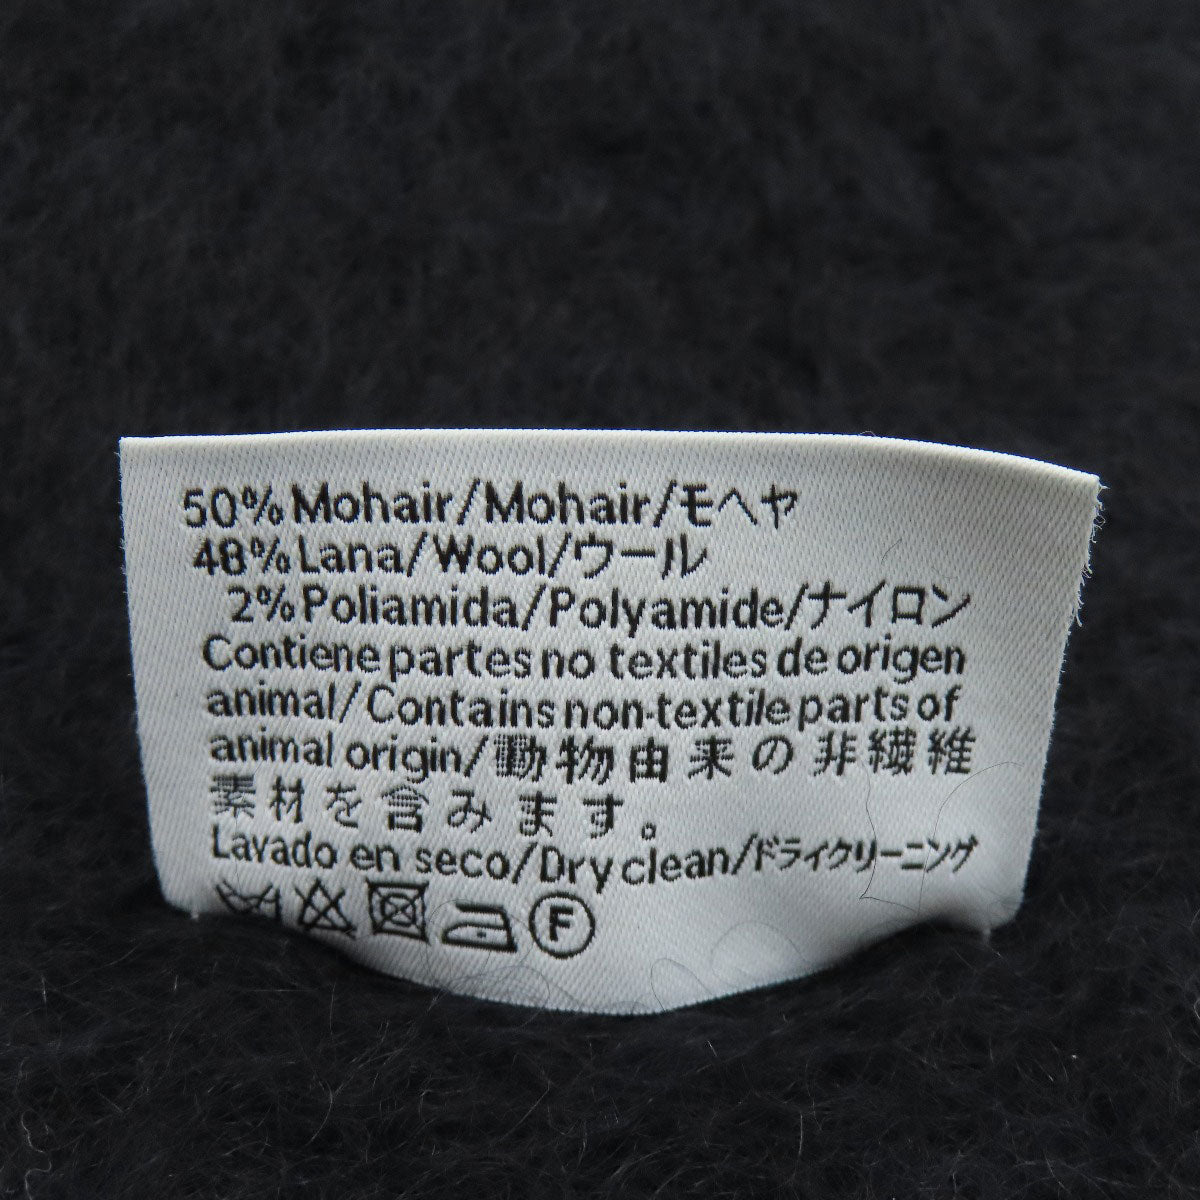 50% Mohair/Mohair/モヘヤ
48% Lana/Wool/ウール
2% Poliamida/Polyamide/ナイロン
Contiene partes no textiles de origen
animal/Contains non-textile parts of
animal origin/動物由来の非繊維
素材を含みます。
Lavado en seco/Dry clean/ドライクリーニング
F